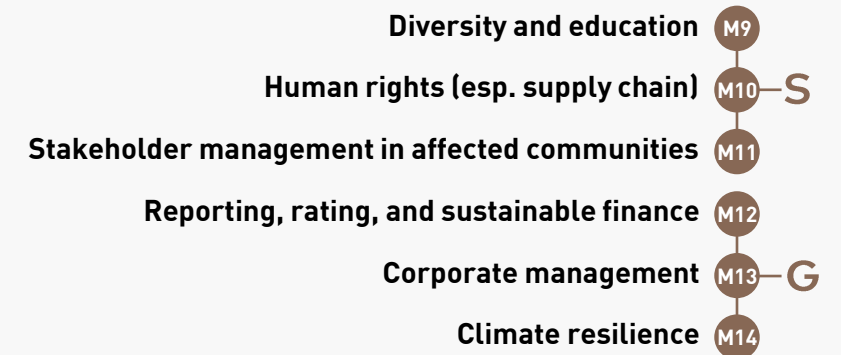 Diversity and education M9
Human rights (esp. supply chain) M10 S
Stakeholder management in affected communities M11
Reporting, rating, and sustainable finance M12
Corporate management M13 G
Climate resilience M14